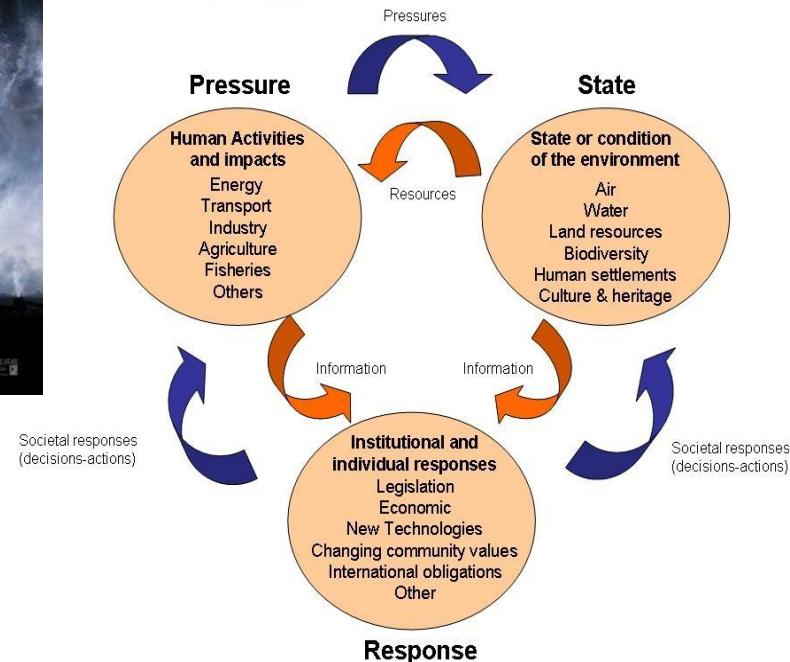 Pressures
Pressure
State
Human Activities
and impacts
Energy
Transport
Industry
Agriculture
Fisheries
Others
Resources
State or condition
of the environment
Air
Water
Land resources
Biodiversity
Human settlements
Culture & heritage
Information
Information
Societal responses
(decisions-actions)
Societal responses
(decisions-actions)
Institutional and
individual responses
Legislation
Economic
New Technologies
Changing community values
International obligations
Other
Response